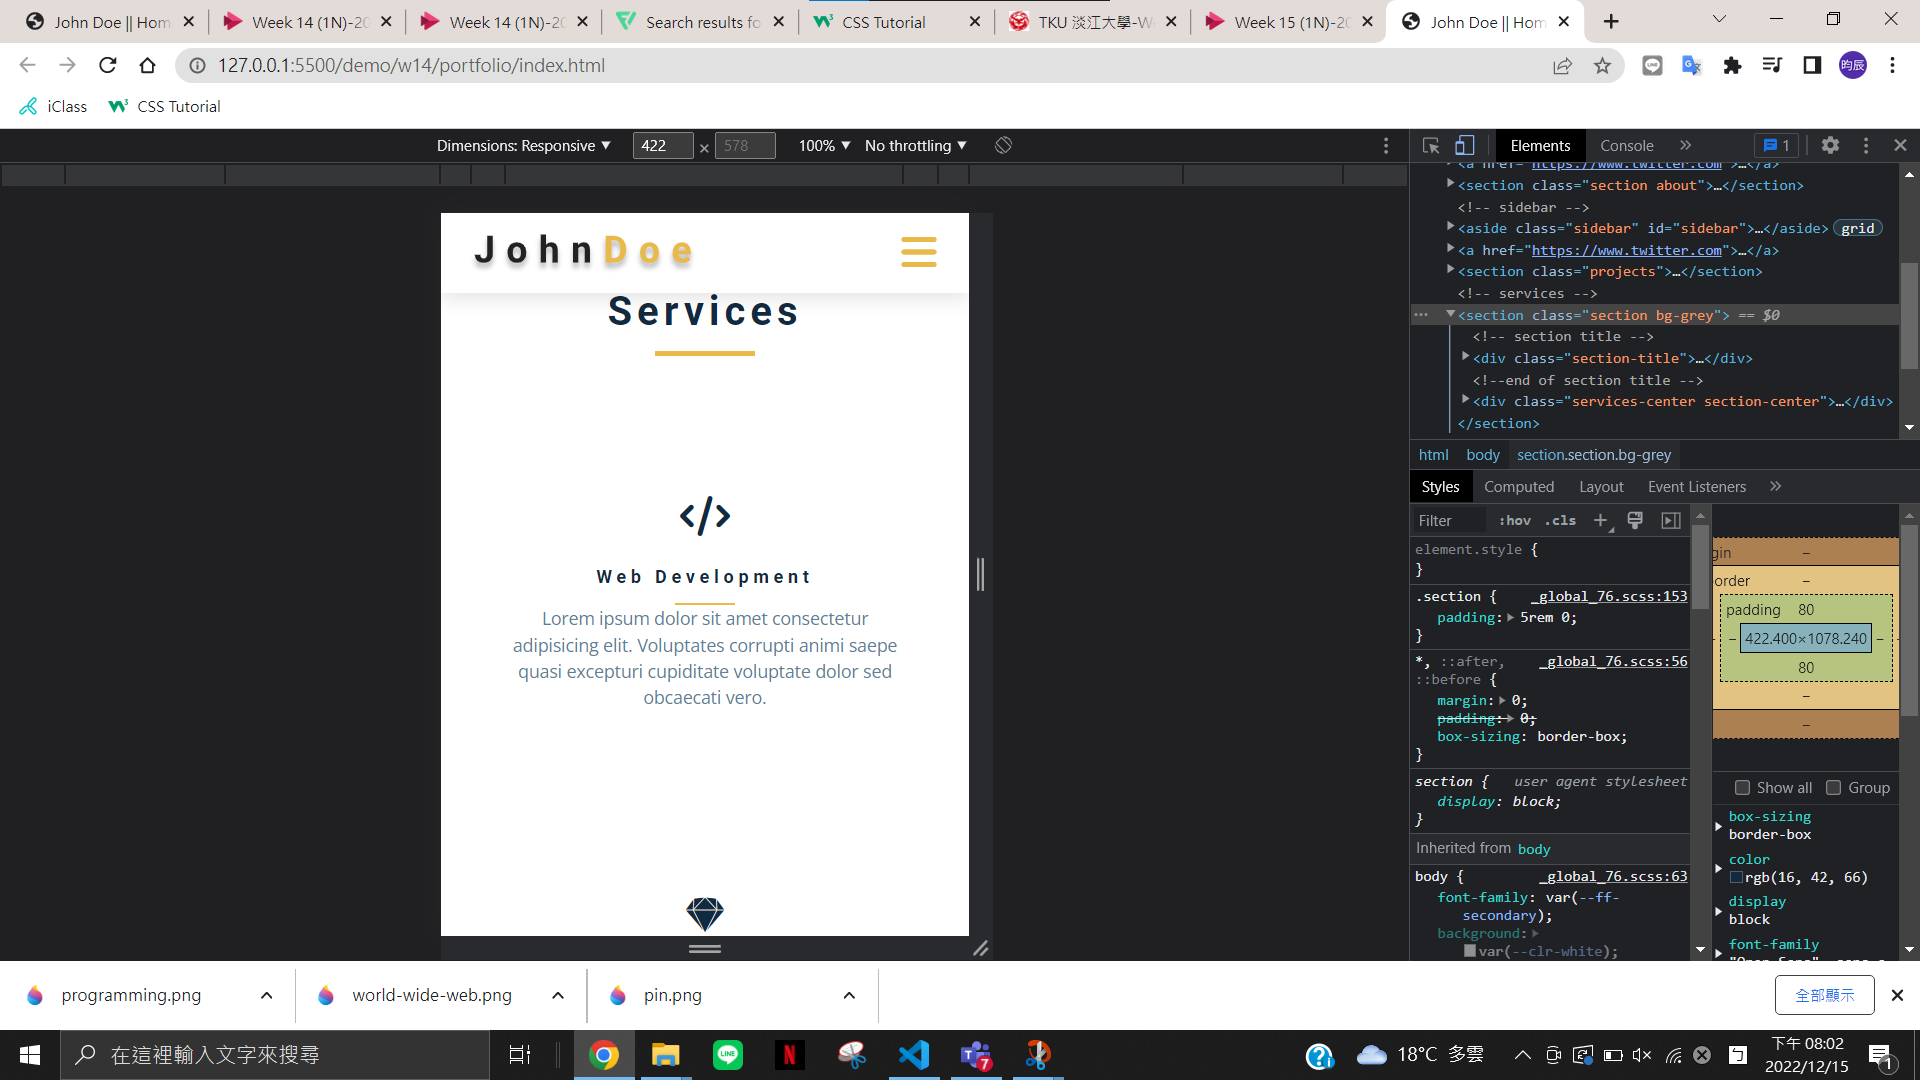 John Doe || Hom
Week 14 (1N)-20
Week 14 (1N)-20
Search results fo
CSS Tutorial
TKU 淡江大學-W
Week 15 (1N)-20
John Doe || Hom
127.0.0.1:5500/demo/w14/portfolio/index.html
昀辰
iClass
CSS Tutorial
Dimensions: Responsive ▼
422 × 578
100% ▼
No throttling ▼
Elements
Console
1
<a href="https://www.twitter.com">…</a>
<section class="section about">…</section>
<!-- sidebar -->
<aside class="sidebar" id="sidebar">…</aside> grid
<a href="https://www.twitter.com">…</a>
<section class="projects">…</section>
<!-- services -->
<section class="section bg-grey"> == $0
<!-- section title -->
<div class="section-title">…</div>
<!--end of section title -->
<div class="services-center section-center">…</div>
</section>
html body section.section.bg-grey
Styles Computed Layout Event Listeners
Filter :hov .cls
element.style {
}
.section { _global_76.scss:153
padding: 5rem 0;
}
*, ::after, _global_76.scss:56
::before {
margin: 0;
padding: 0;
box-sizing: border-box;
}
section { user agent stylesheet
display: block;
}
Inherited from body
body { _global_76.scss:63
font-family: var(--ff-
secondary);
background:
var(--clr-white);
gin –
order –
padding 80
– 422.400×1078.240 –
80
–
–
Show all Group
box-sizing
border-box
color
rgb(16, 42, 66)
display
block
font-family
JohnDoe
Services
</>
Web Development
Lorem ipsum dolor sit amet consectetur
adipisicing elit. Voluptates corrupti animi saepe
quasi excepturi cupiditate voluptate dolor sed
obcaecati vero.
programming.png
world-wide-web.png
pin.png
全部顯示
在這裡輸入文字來搜尋
LINE
N
7
18°C 多雲
下午 08:02
2022/12/15
1